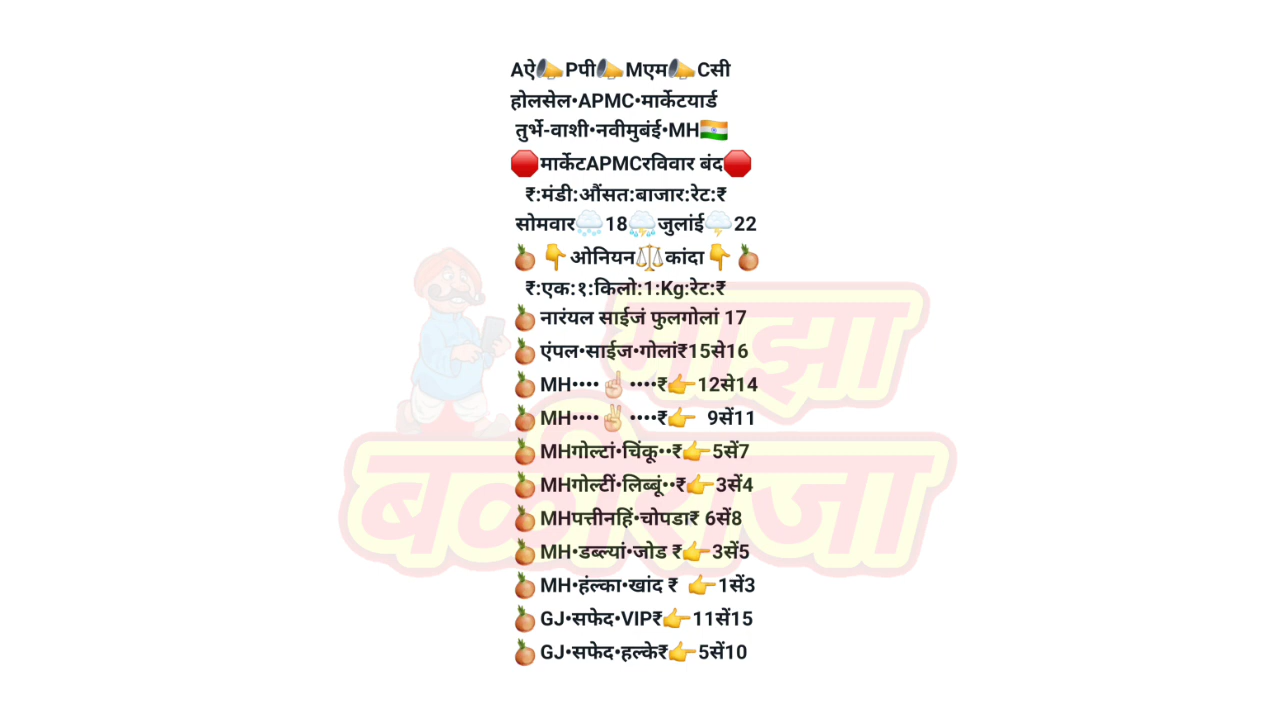 Aऐ📣Pपी📣Mएम📣Cसी
होलसेल•APMC•मार्केटयार्ड
तुर्भे-वाशी•नवीमुबंई•MH🇮🇳
🛑मार्केटAPMCरविवार बंद🛑
₹:मंडी:औंसत:बाजार:रेट:₹
सोमवार🌨️18⛈️जुलांई🌩️22
🧅👇ओनियन⚖️कांदा👇🧅
₹:एक:१:किलो:1:Kg:रेट:₹
🧅नारंयल साईजं फुलगोलां 17
🧅एंपल•साईज•गोलां₹15से16
🧅MH••••☝🏻••••₹👉12से14
🧅MH••••✌🏻••••₹👉 9सें11
🧅MHगोल्टां•चिंकू••₹👉5सें7
🧅MHगोल्टीं•लिब्बूं••₹👉3सें4
🧅MHपत्तीनहिं•चोपडा₹ 6सें8
🧅MH•डब्ल्यां•जोड ₹👉3सें5
🧅MH•हंल्का•खांद ₹ 👉1सें3
🧅GJ•सफेद•VIP₹👉11सें15
🧅GJ•सफेद•हल्के₹👉5सें10
माझा
बळीराजा